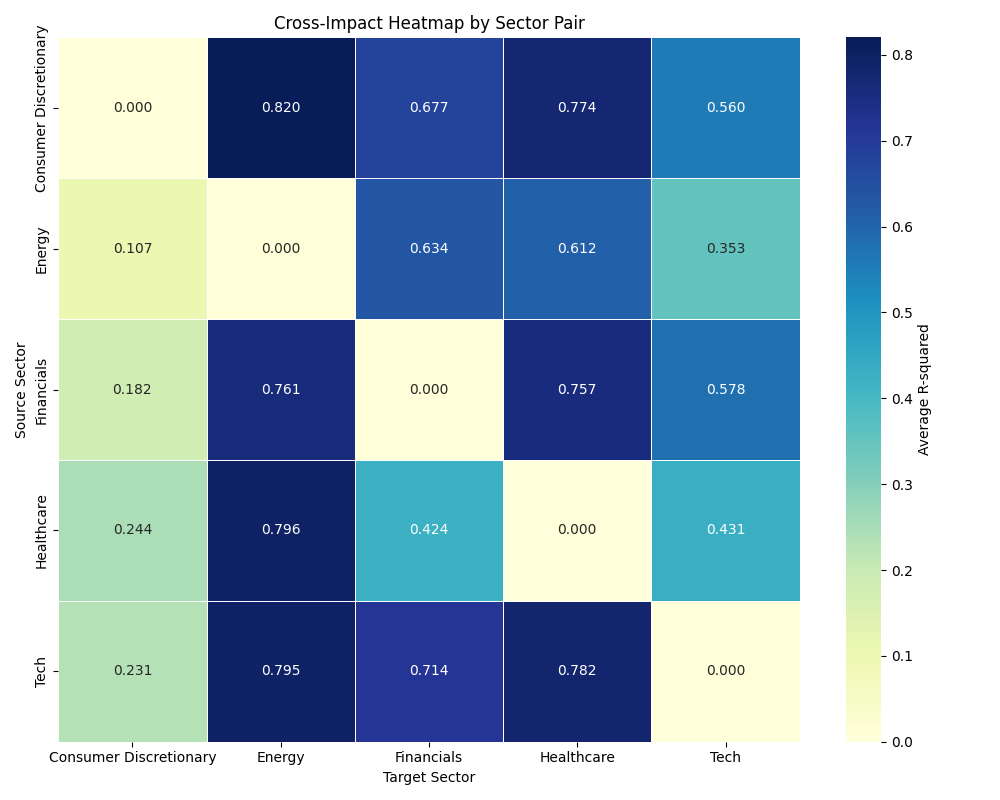 Cross-Impact Heatmap by Sector Pair
Source Sector
Consumer Discretionary
0.000 0.820 0.677 0.774 0.560
Energy
0.107 0.000 0.634 0.612 0.353
Financials
0.182 0.761 0.000 0.757 0.578
Healthcare
0.244 0.796 0.424 0.000 0.431
Tech
0.231 0.795 0.714 0.782 0.000
Consumer Discretionary Energy Financials Healthcare Tech
Target Sector
0.8
0.7
0.6
0.5
0.4
0.3
0.2
0.1
0.0
Average R-squared